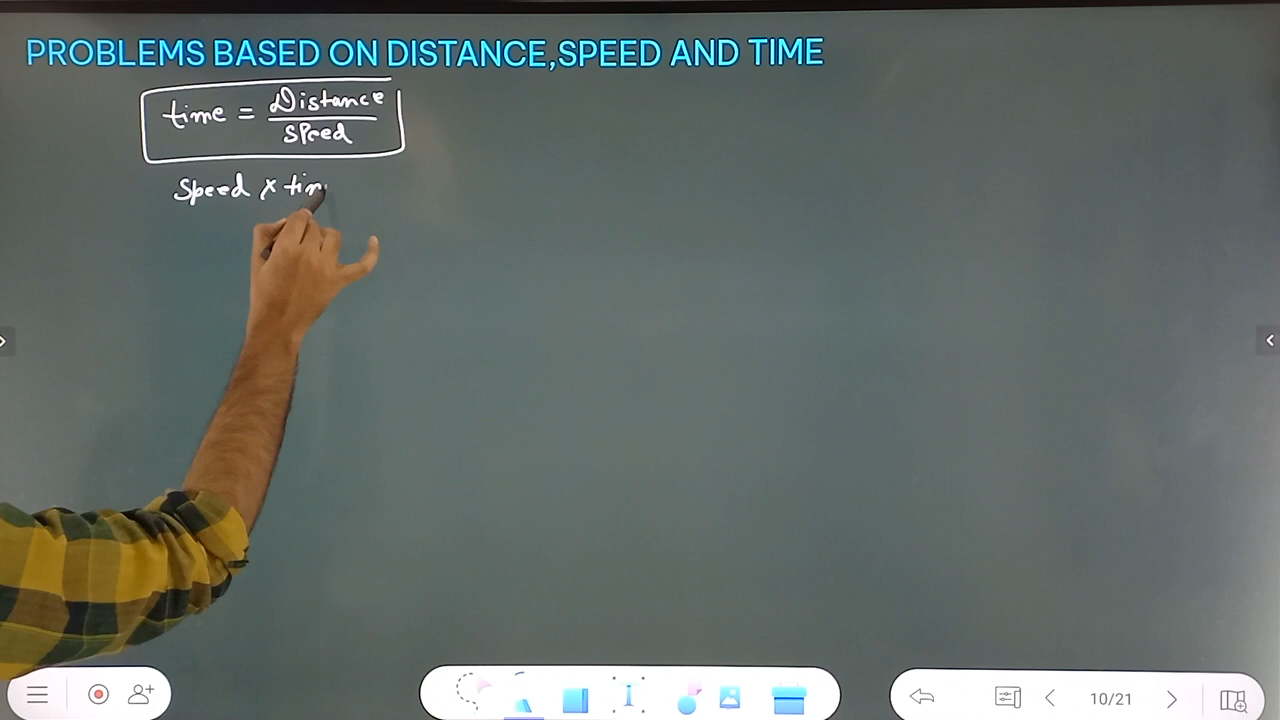 PROBLEMS BASED ON DISTANCE,SPEED AND TIME
time = Distance / Speed
Speed × tim
10/21